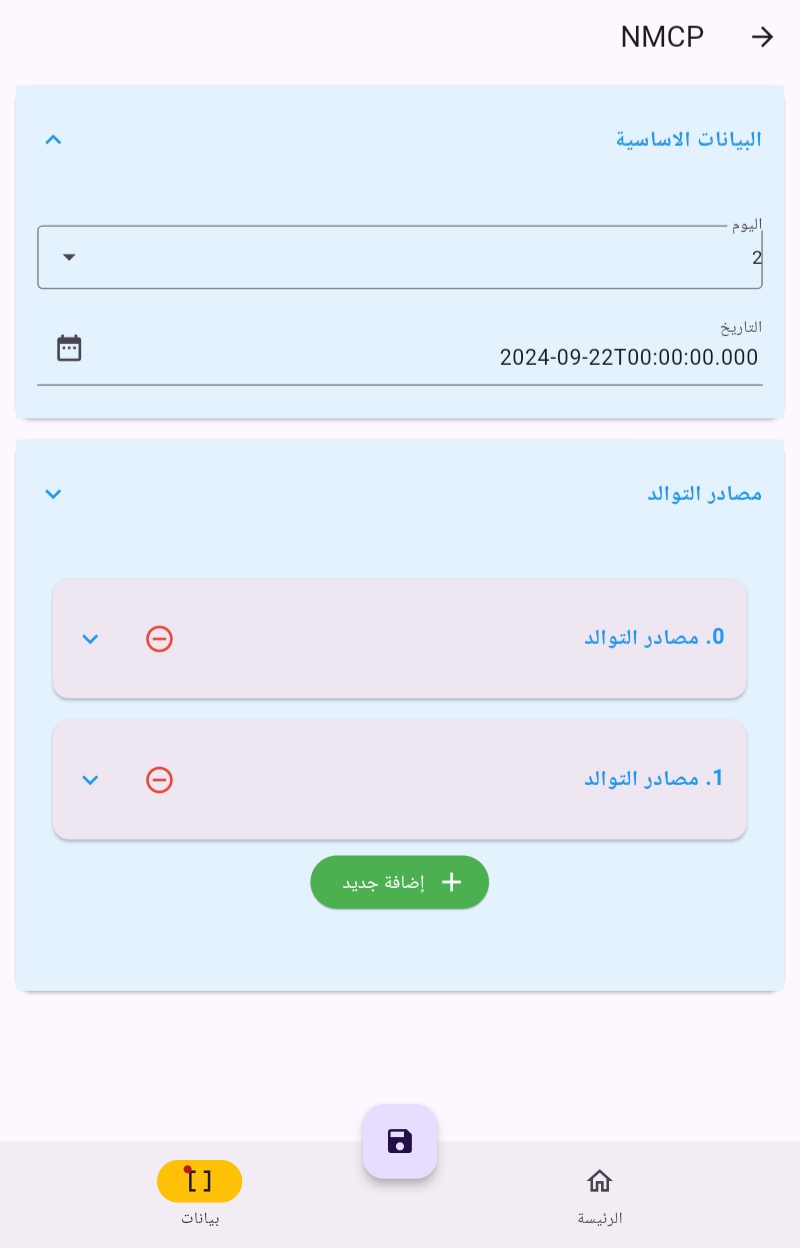 NMCP
البيانات الاساسية
اليوم
2
التاريخ
2024-09-22T00:00:00.000
مصادر التوالد
0. مصادر التوالد
1. مصادر التوالد
إضافة جديد
الرئيسة
بيانات